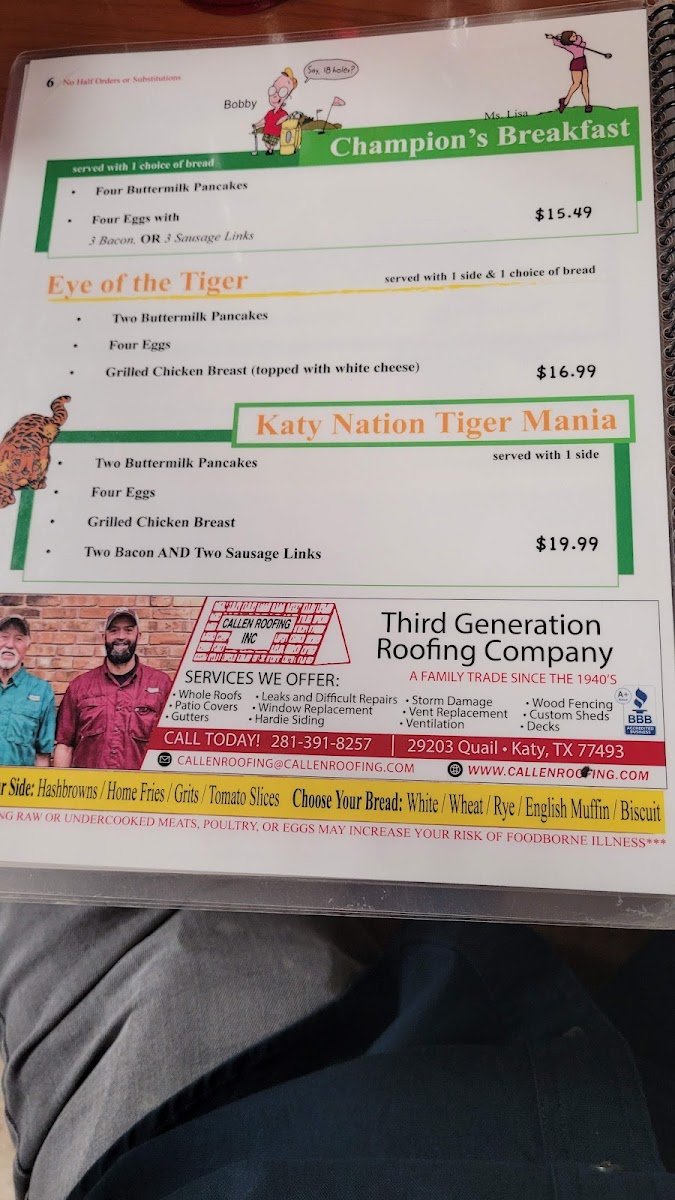 6 No Half Orders or Substitutions
Say, 18 holes?
Bobby
Ms. Lisa
Champion's Breakfast
served with 1 choice of bread
• Four Buttermilk Pancakes
• Four Eggs with
3 Bacon, OR 3 Sausage Links
$15.49
Eye of the Tiger
served with 1 side & 1 choice of bread
• Two Buttermilk Pancakes
• Four Eggs
• Grilled Chicken Breast (topped with white cheese)
$16.99
Katy Nation Tiger Mania
served with 1 side
• Two Buttermilk Pancakes
• Four Eggs
• Grilled Chicken Breast
• Two Bacon AND Two Sausage Links
$19.99
CALLEN ROOFING
INC
Third Generation
Roofing Company
A FAMILY TRADE SINCE THE 1940'S
SERVICES WE OFFER:
• Whole Roofs
• Patio Covers
• Gutters
• Leaks and Difficult Repairs
• Window Replacement
• Hardie Siding
• Storm Damage
• Vent Replacement
• Ventilation
• Wood Fencing
• Custom Sheds
• Decks
A+
BBB
ACCREDITED
BUSINESS
CALL TODAY! 281-391-8257 | 29203 Quail • Katy, TX 77493
CALLENROOFING@CALLENROOFING.COM
WWW.CALLENROOFING.COM
Side: Hashbrowns / Home Fries / Grits / Tomato Slices Choose Your Bread: White / Wheat / Rye / English Muffin / Biscuit
RAW OR UNDERCOOKED MEATS, POULTRY, OR EGGS MAY INCREASE YOUR RISK OF FOODBORNE ILLNESS***